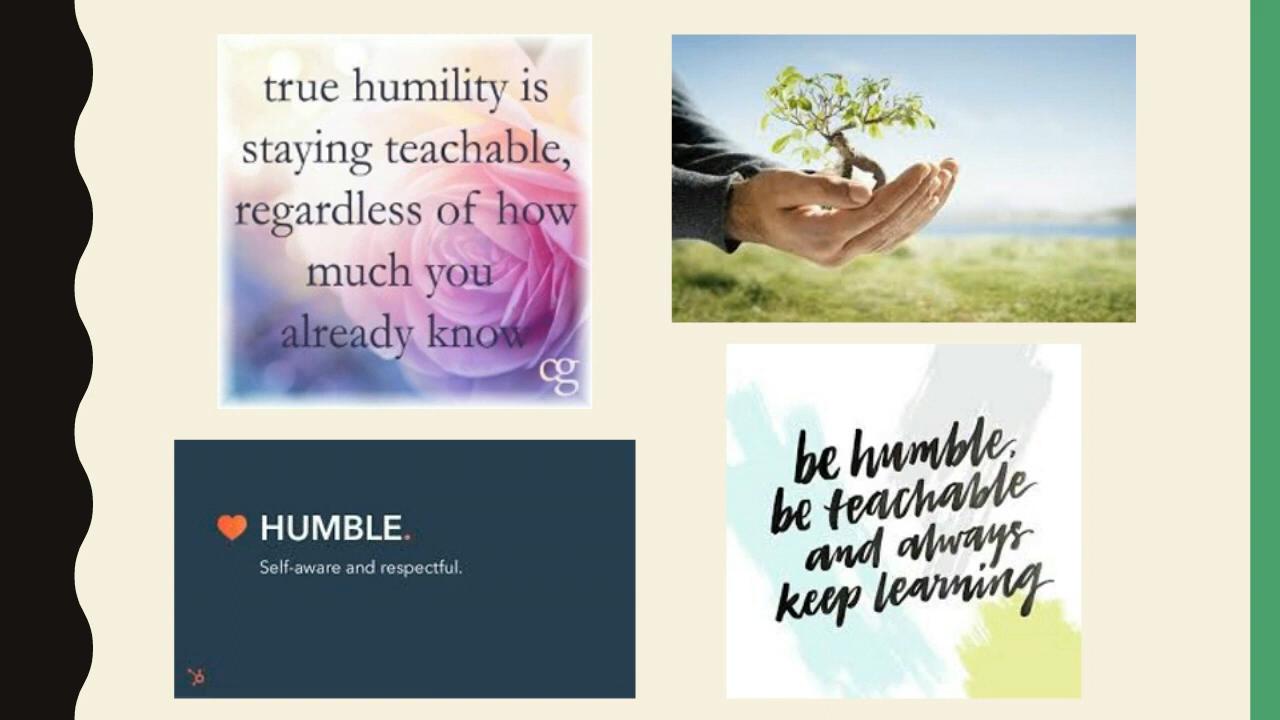 true humility is
staying teachable,
regardless of how
much you
already know
cg
HUMBLE.
Self-aware and respectful.
be humble.
be teachable
and always
keep learning